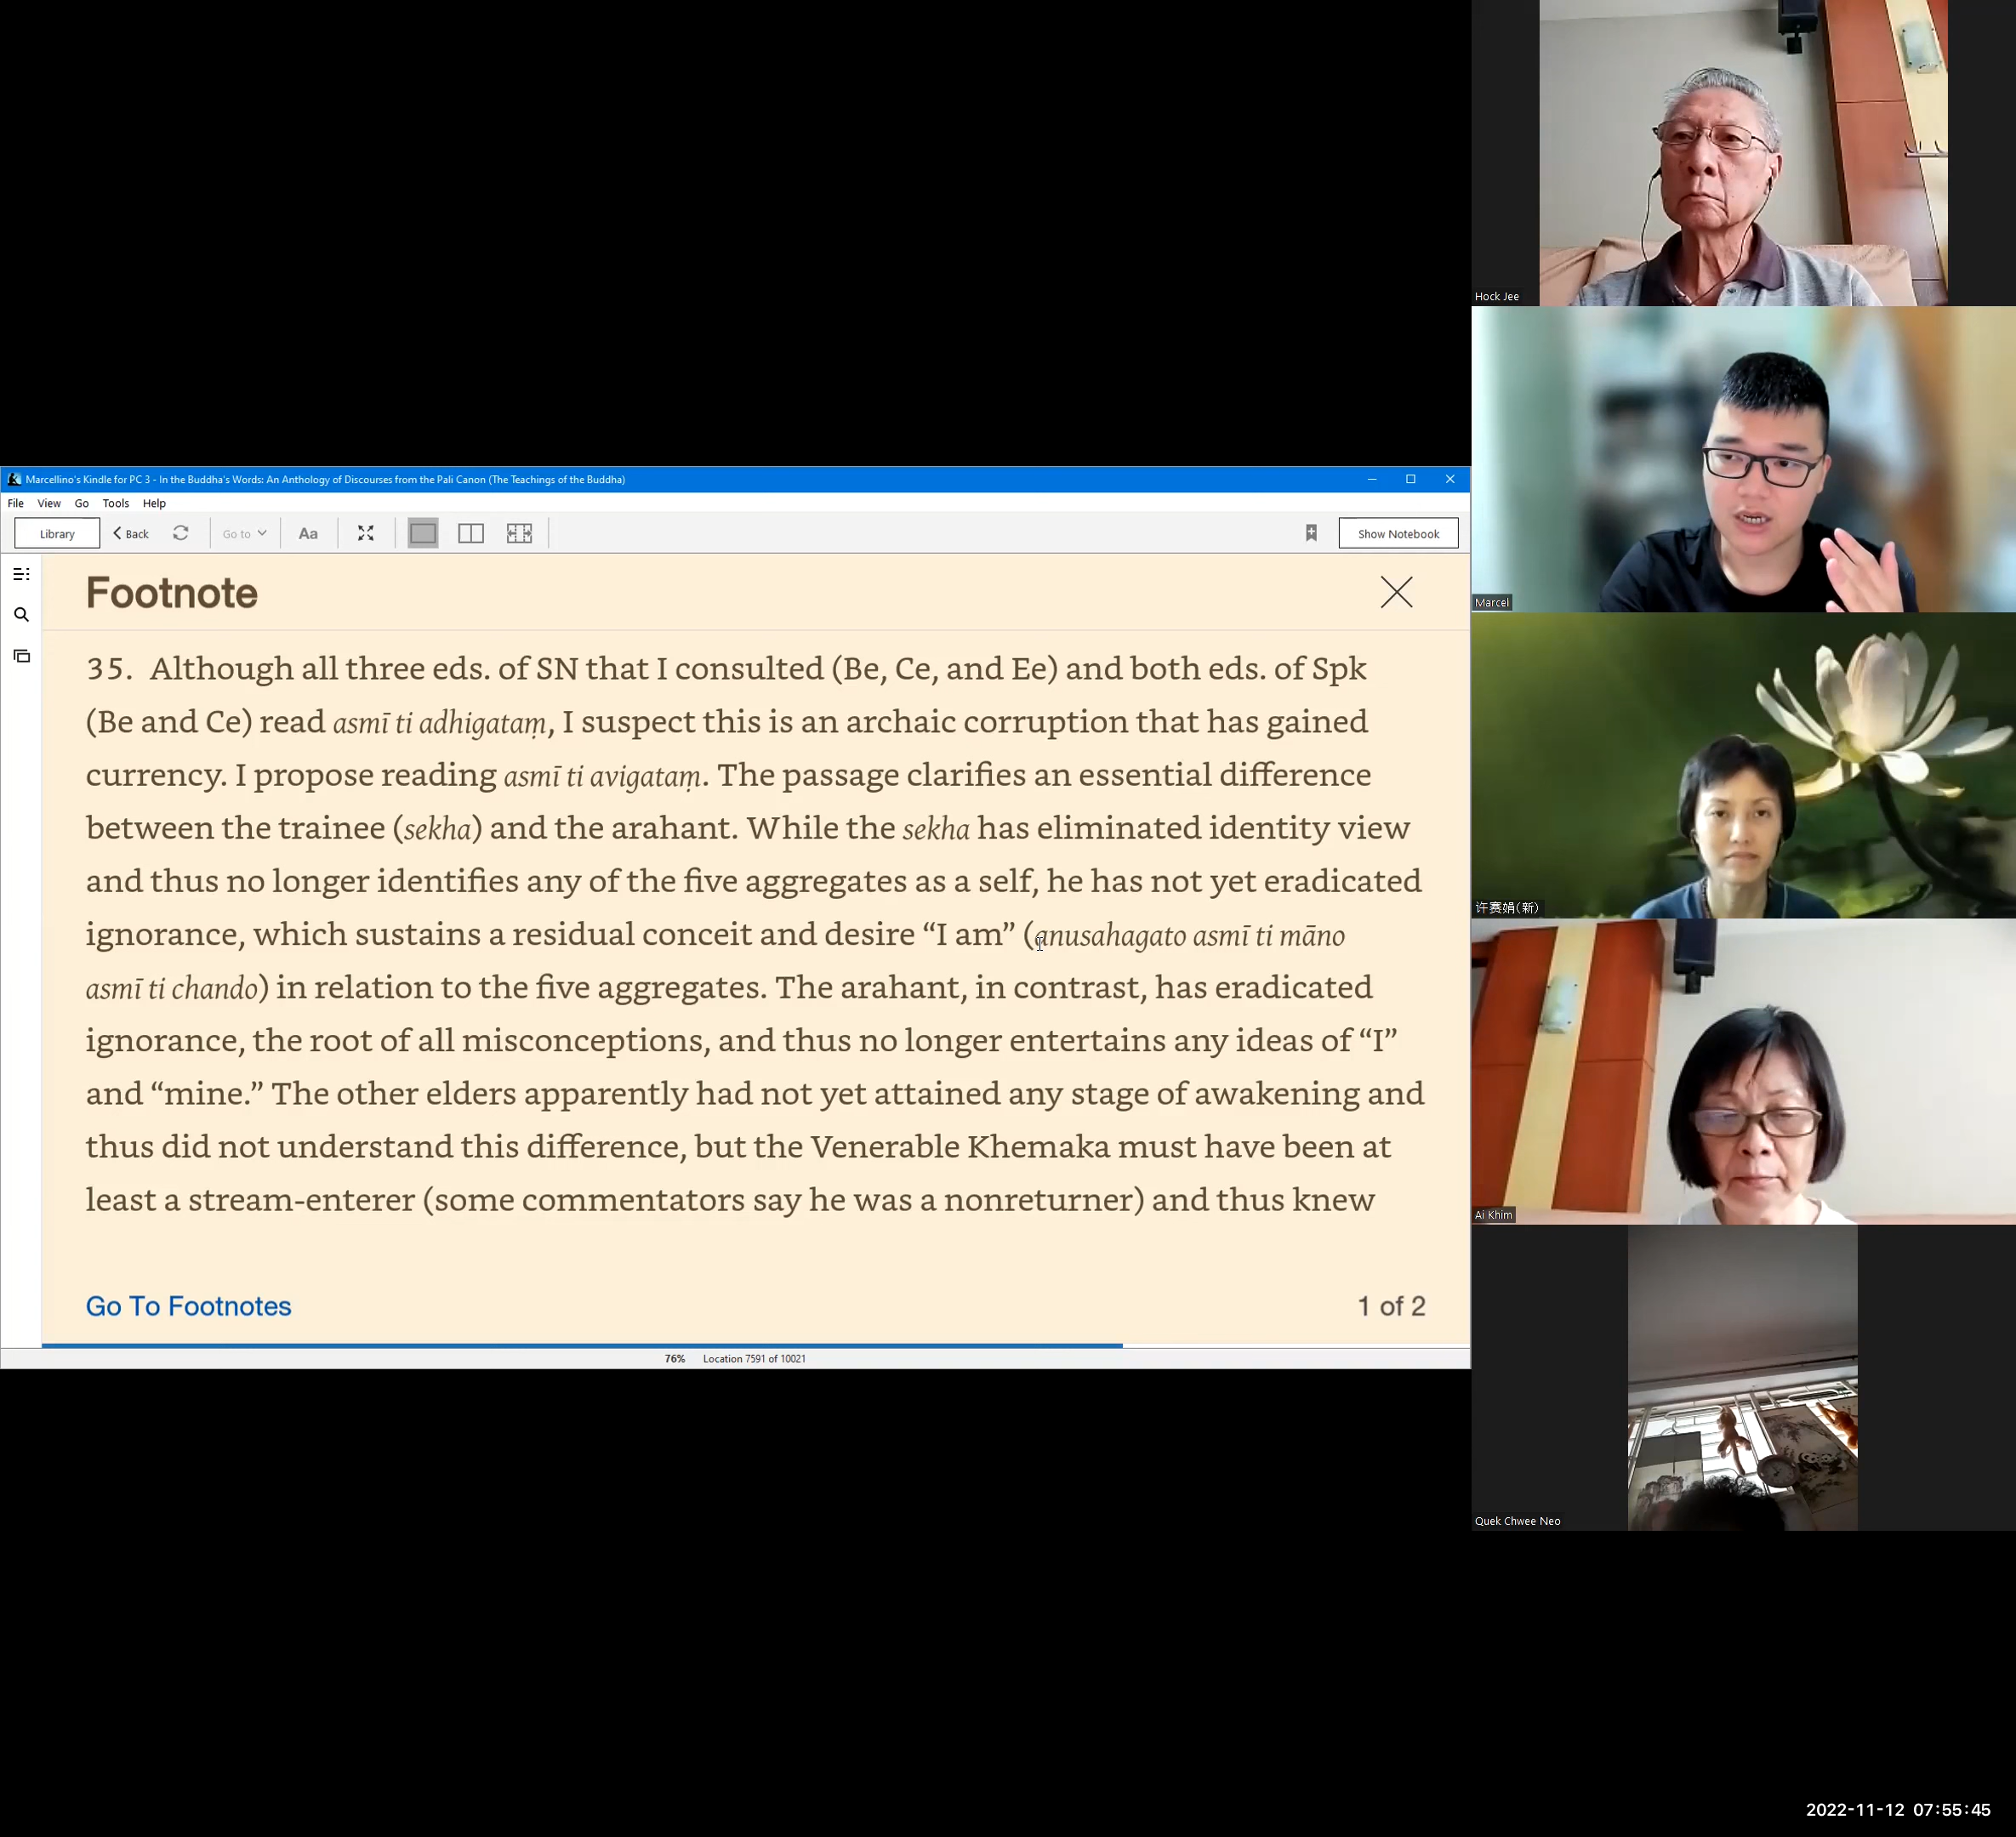 Marcellino's Kindle for PC 3 - In the Buddha's Words: An Anthology of Discourses from the Pali Canon (The Teachings of the Buddha)
File View Go Tools Help
Library Back Go to Aa Show Notebook
Footnote
35. Although all three eds. of SN that I consulted (Be, Ce, and Ee) and both eds. of Spk
(Be and Ce) read asmī ti adhigataṃ, I suspect this is an archaic corruption that has gained
currency. I propose reading asmī ti avigataṃ. The passage clarifies an essential difference
between the trainee (sekha) and the arahant. While the sekha has eliminated identity view
and thus no longer identifies any of the five aggregates as a self, he has not yet eradicated
ignorance, which sustains a residual conceit and desire “I am” (anusahagato asmī ti māno
asmī ti chando) in relation to the five aggregates. The arahant, in contrast, has eradicated
ignorance, the root of all misconceptions, and thus no longer entertains any ideas of “I”
and “mine.” The other elders apparently had not yet attained any stage of awakening and
thus did not understand this difference, but the Venerable Khemaka must have been at
least a stream-enterer (some commentators say he was a nonreturner) and thus knew
Go To Footnotes
1 of 2
76% Location 7591 of 10021
Hock Jee
Marcel
许赛娟(新)
Ai Khim
Quek Chwee Neo
2022-11-12 07:55:45